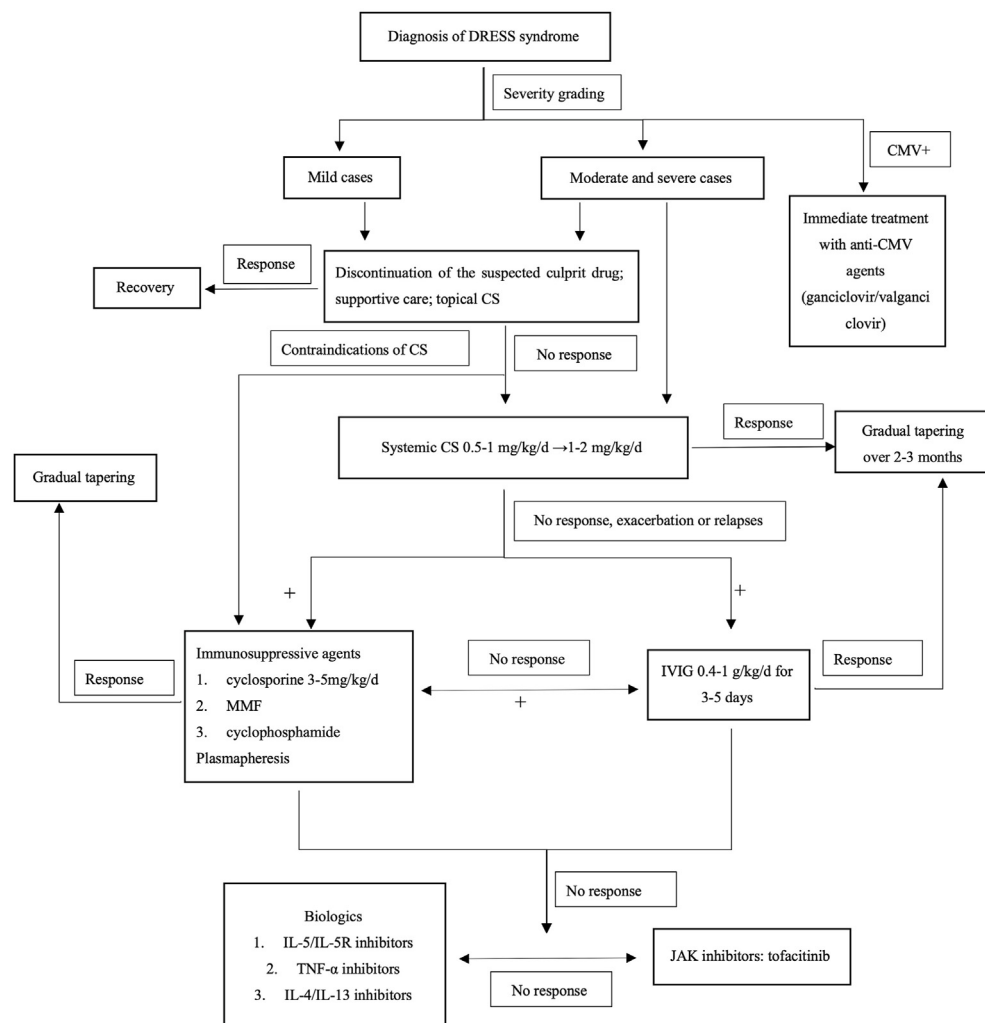 Diagnosis of DRESS syndrome
Severity grading
CMV+
Mild cases
Moderate and severe cases
Immediate treatment
with anti-CMV
agents
(ganciclovir/valganci
clovir)
Response
Recovery
Discontinuation of the suspected culprit drug;
supportive care; topical CS
Contraindications of CS
No response
Systemic CS 0.5-1 mg/kg/d →1-2 mg/kg/d
Response
Gradual tapering
over 2-3 months
Gradual tapering
No response, exacerbation or relapses
+
+
Immunosuppressive agents
1. cyclosporine 3-5mg/kg/d
2. MMF
3. cyclophosphamide
Plasmapheresis
Response
No response
+
IVIG 0.4-1 g/kg/d for
3-5 days
Response
No response
Biologics
1. IL-5/IL-5R inhibitors
2. TNF-α inhibitors
3. IL-4/IL-13 inhibitors
No response
JAK inhibitors: tofacitinib